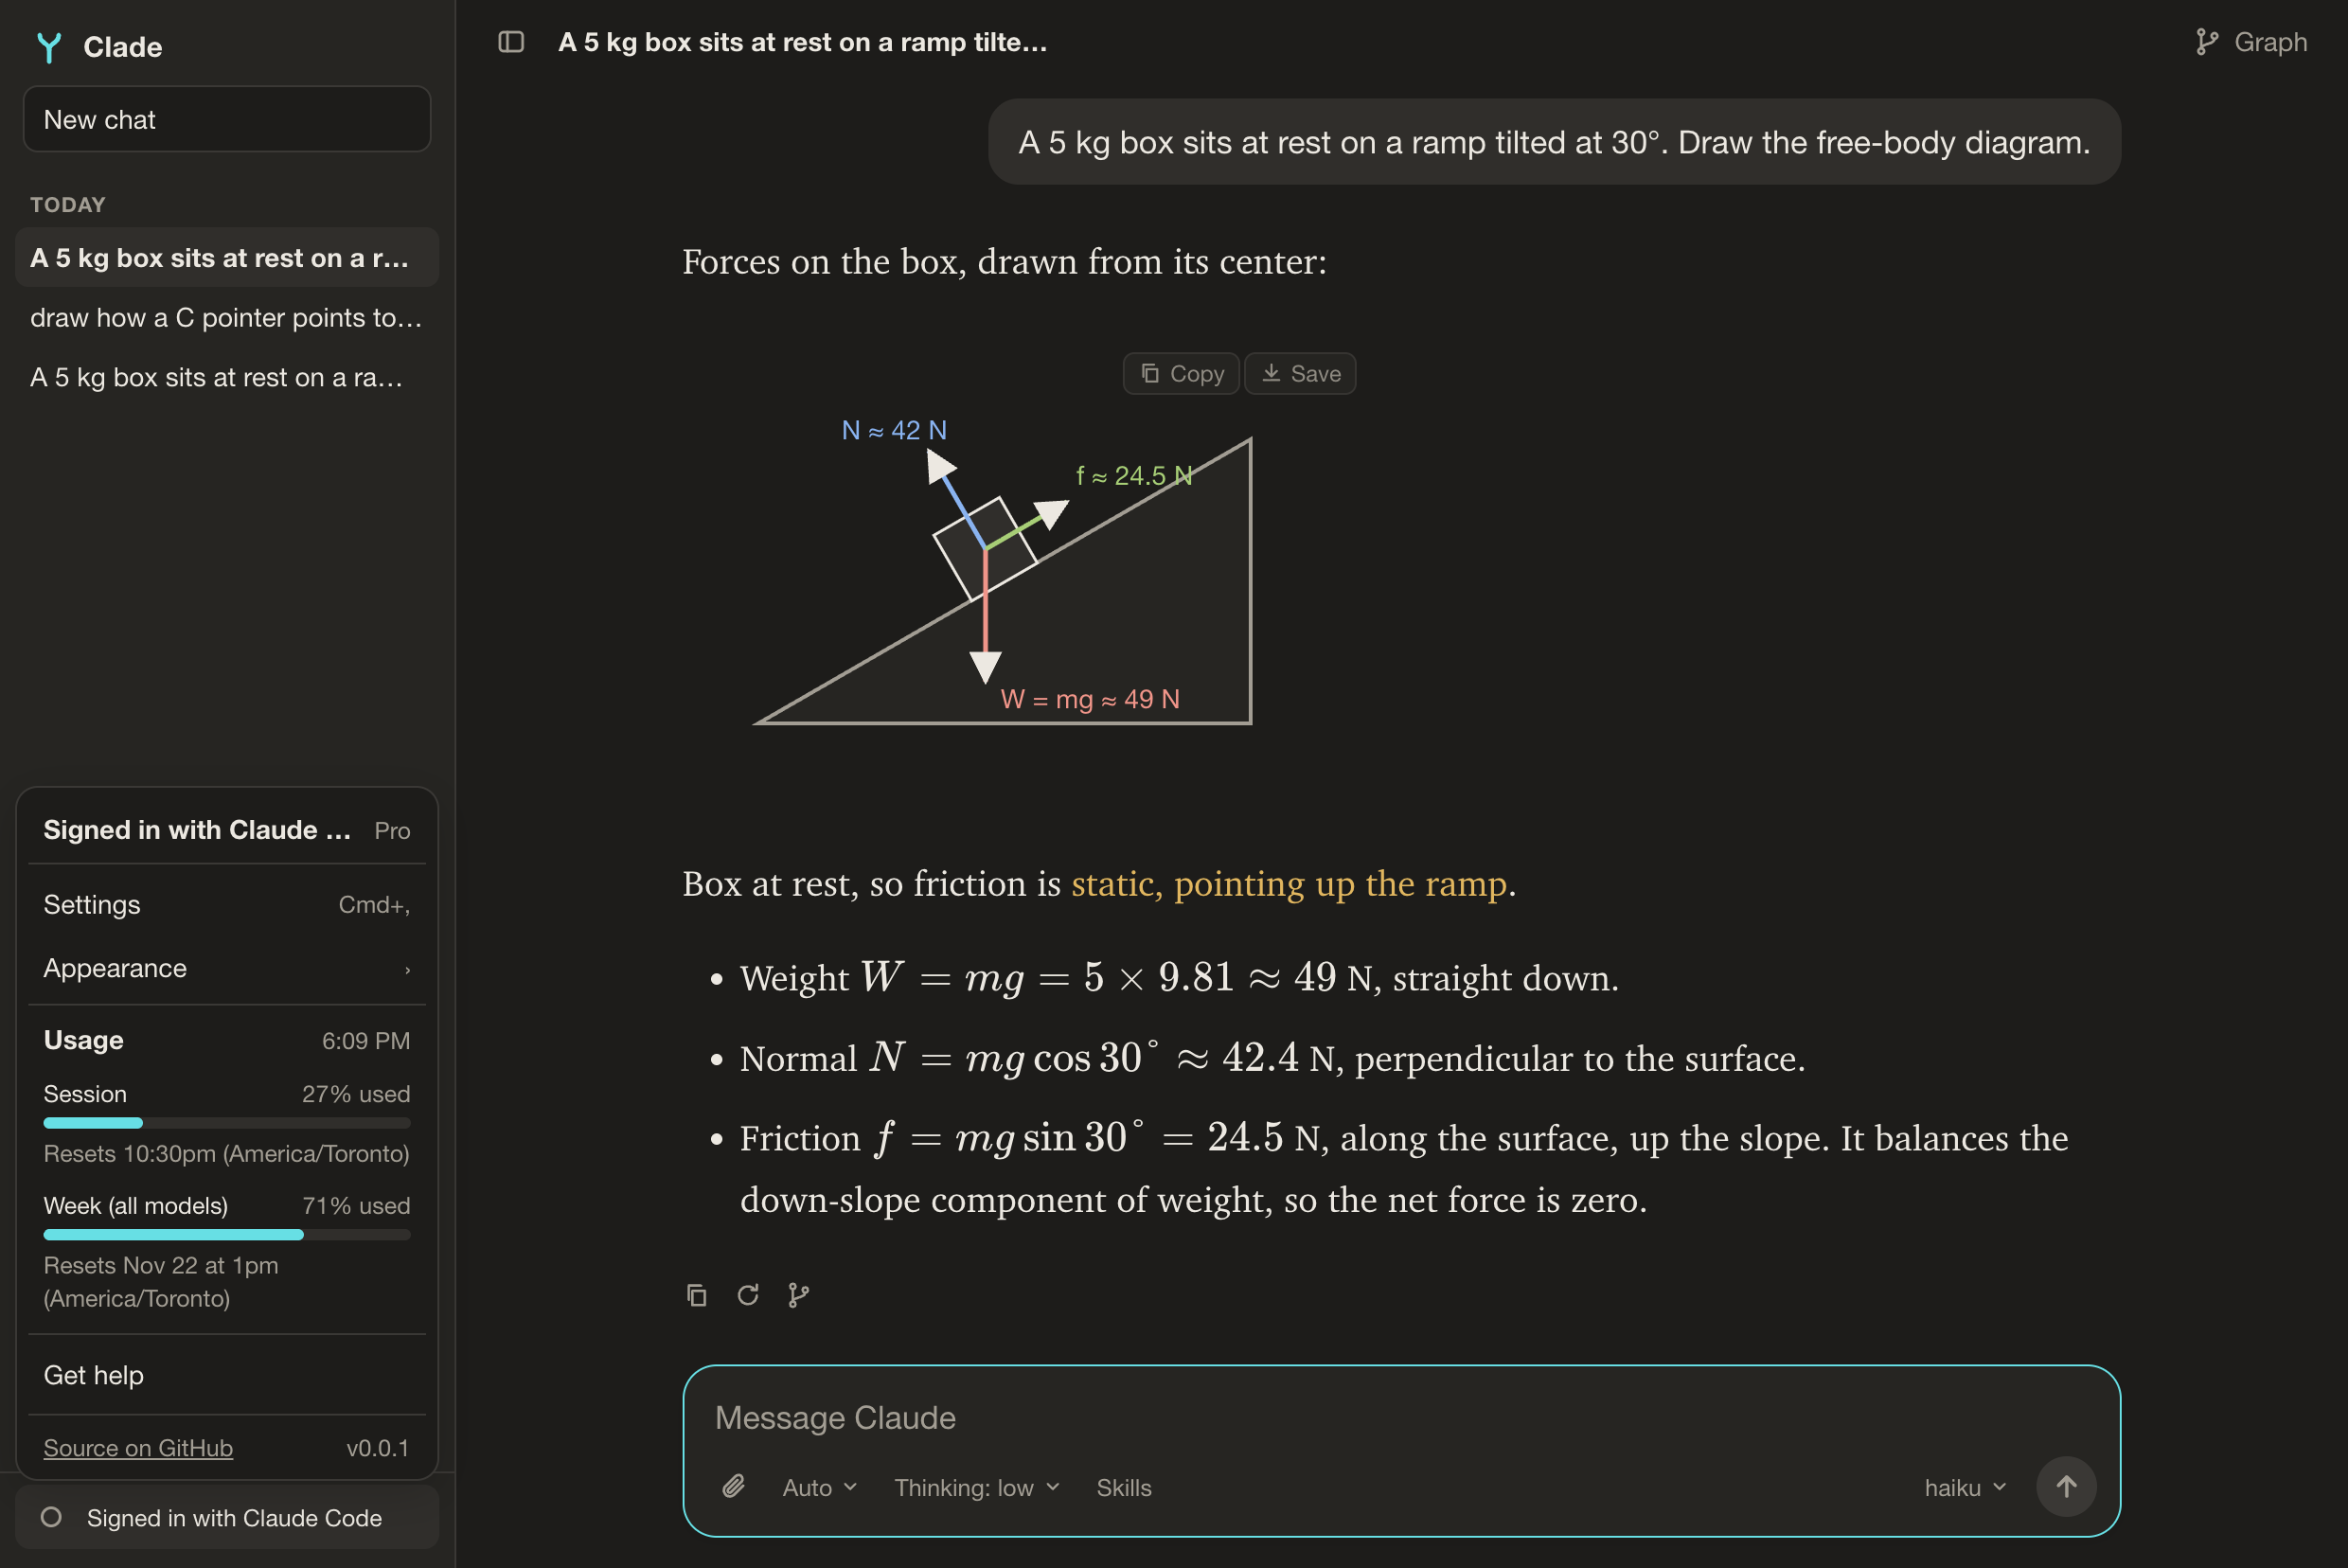 Clade
New chat
TODAY
A 5 kg box sits at rest on a r...
draw how a C pointer points to...
A 5 kg box sits at rest on a ra...
Signed in with Claude ... Pro
Settings Cmd+,
Appearance ›
Usage 6:09 PM
Session 27% used
Resets 10:30pm (America/Toronto)
Week (all models) 71% used
Resets Nov 22 at 1pm
(America/Toronto)
Get help
Source on GitHub v0.0.1
Signed in with Claude Code
A 5 kg box sits at rest on a ramp tilte...
Graph
A 5 kg box sits at rest on a ramp tilted at 30°. Draw the free-body diagram.
Forces on the box, drawn from its center:
Copy Save
N ≈ 42 N
f ≈ 24.5 N
W = mg ≈ 49 N
Box at rest, so friction is static, pointing up the ramp.
• Weight W = mg = 5 × 9.81 ≈ 49 N, straight down.
• Normal N = mg cos 30° ≈ 42.4 N, perpendicular to the surface.
• Friction f = mg sin 30° = 24.5 N, along the surface, up the slope. It balances the
down-slope component of weight, so the net force is zero.
Message Claude
Auto Thinking: low Skills haiku